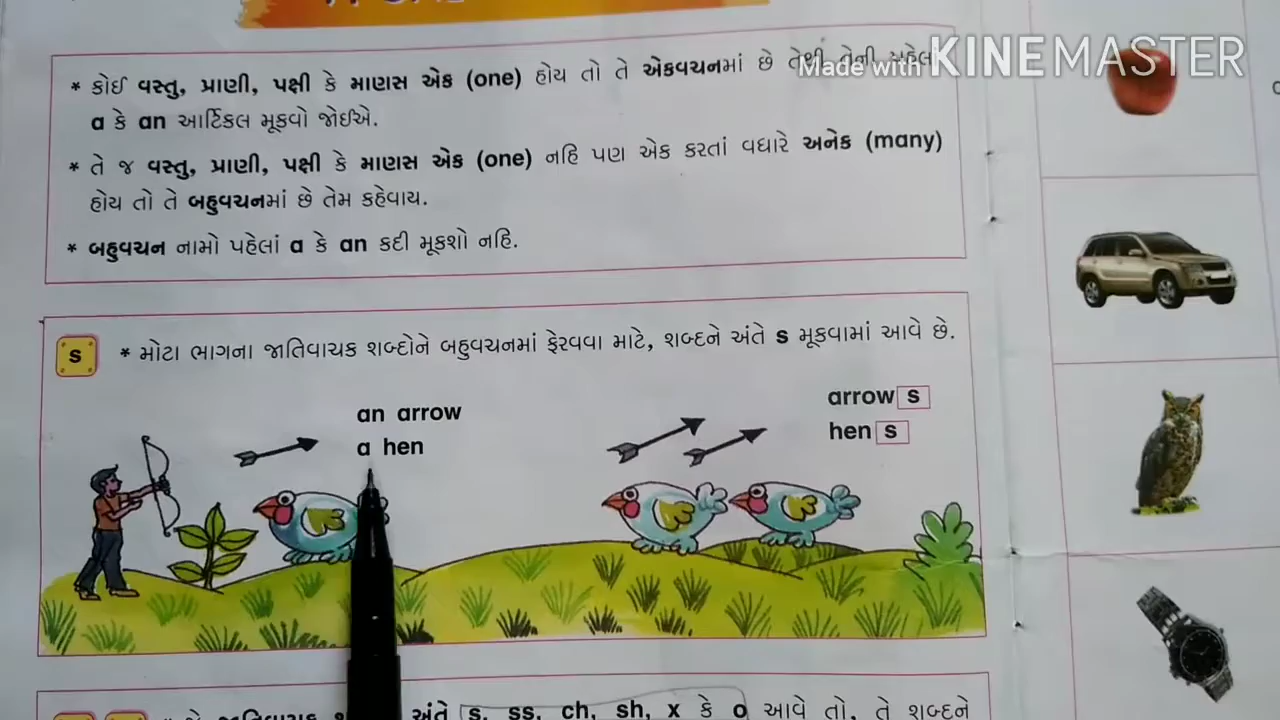 Made with KINEMASTER
* કોઈ વસ્તુ, પ્રાણી, પક્ષી કે માણસ એક (one) હોય તો તે એકવચનમાં છે તેથી તેની
a કે an આર્ટિકલ મૂકવો જોઈએ.
* તે જ વસ્તુ, પ્રાણી, પક્ષી કે માણસ એક (one) નહિ પણ એક કરતાં વધારે અનેક (many)
હોય તો તે બહુવચનમાં છે તેમ કહેવાય.
* બહુવચન નામો પહેલાં a કે an કદી મૂકશો નહિ.
s * મોટા ભાગના જાતિવાચક શબ્દોને બહુવચનમાં ફેરવવા માટે, શબ્દને અંતે s મૂકવામાં આવે છે.
an arrow
a hen
arrow s
hen s
અંતે s, ss, ch, sh, x કે o આવે તો, તે શબ્દને